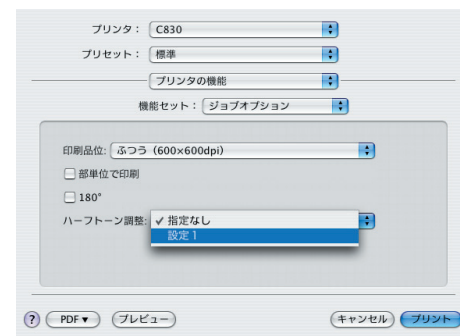 プリンタ： C830
プリセット： 標準
プリンタの機能
機能セット： ジョブオプション
印刷品位: ふつう (600×600dpi)
部単位で印刷
180°
ハーフトーン調整: ✓ 指定なし
設定 1
? PDF▼ プレビュー キャンセル プリント